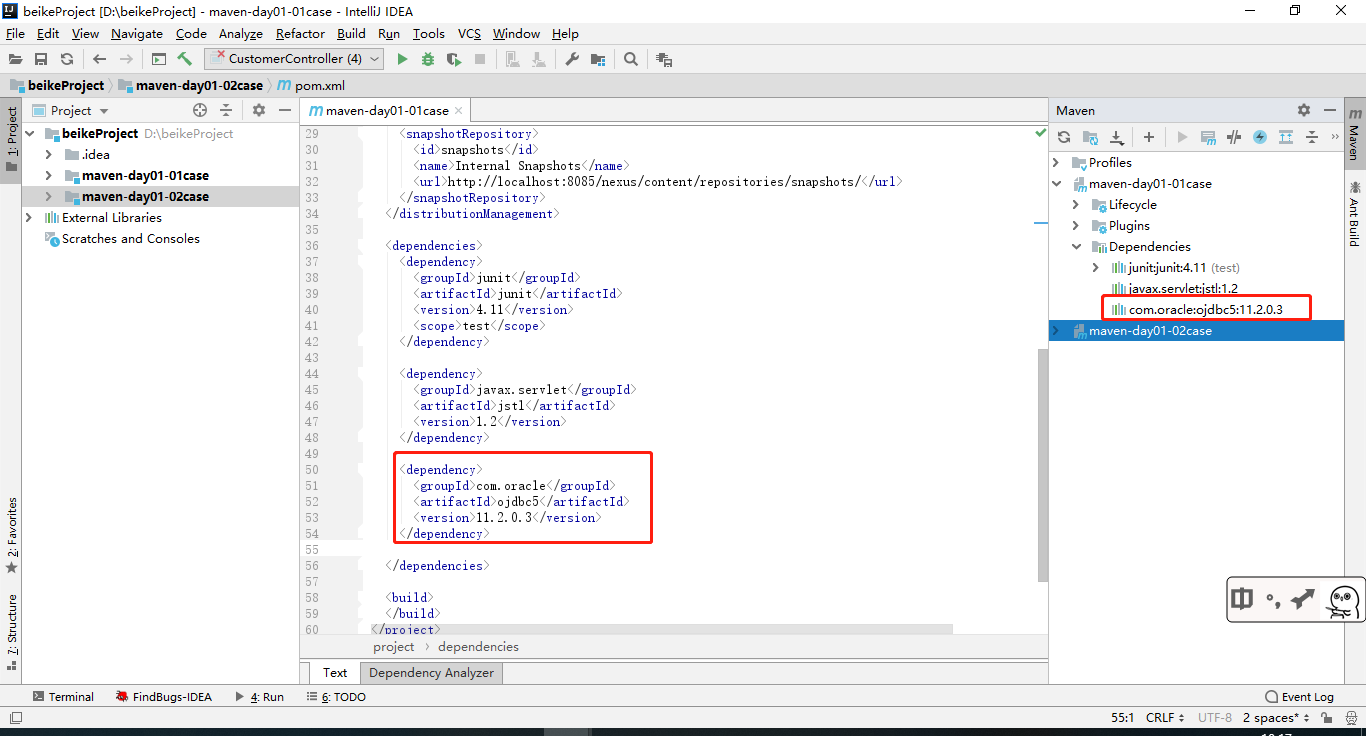 beikeProject [D:\beikeProject] - maven-day01-01case - IntelliJ IDEA
File Edit View Navigate Code Analyze Refactor Build Run Tools VCS Window Help
CustomerController (4)
beikeProject maven-day01-02case pom.xml
1: Project
2: Favorites
7: Structure
Project
beikeProject D:\beikeProject
.idea
maven-day01-01case
maven-day01-02case
External Libraries
Scratches and Consoles
maven-day01-01case
29 <snapshotRepository>
30 <id>snapshots</id>
31 <name>Internal Snapshots</name>
32 <url>http://localhost:8085/nexus/content/repositories/snapshots/</url>
33 </snapshotRepository>
34 </distributionManagement>
35
36 <dependencies>
37 <dependency>
38 <groupId>junit</groupId>
39 <artifactId>junit</artifactId>
40 <version>4.11</version>
41 <scope>test</scope>
42 </dependency>
43
44 <dependency>
45 <groupId>javax.servlet</groupId>
46 <artifactId>jstl</artifactId>
47 <version>1.2</version>
48 </dependency>
49
50 <dependency>
51 <groupId>com.oracle</groupId>
52 <artifactId>ojdbc5</artifactId>
53 <version>11.2.0.3</version>
54 </dependency>
55
56 </dependencies>
57
58 <build>
59 </build>
60 </project>
project › dependencies
Text Dependency Analyzer
Maven
Profiles
maven-day01-01case
Lifecycle
Plugins
Dependencies
junit:junit:4.11 (test)
javax.servlet:jstl:1.2
com.oracle:ojdbc5:11.2.0.3
maven-day01-02case
Maven
Ant Build
中 °,
Terminal FindBugs-IDEA 4: Run 6: TODO Event Log
55:1 CRLF UTF-8 2 spaces*